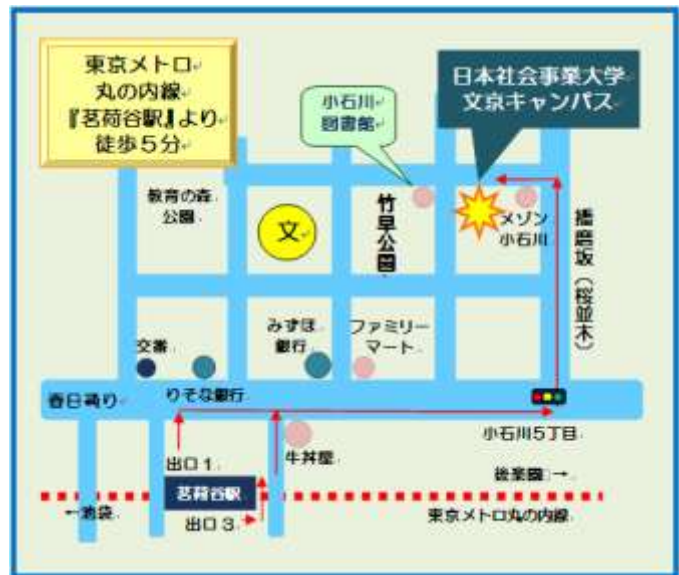 東京メトロ
丸の内線
『茗荷谷駅』より
徒歩5分
日本社会事業大学
文京キャンパス
小石川
図書館
教育の森
公園
文
竹早公園
メゾン
小石川
播磨坂（桜並木）
交番
みずほ
銀行
ファミリー
マート
春日通り
りそな銀行
小石川5丁目
出口1
牛丼屋
後楽園→
茗荷谷駅
←池袋
出口3
東京メトロ丸の内線